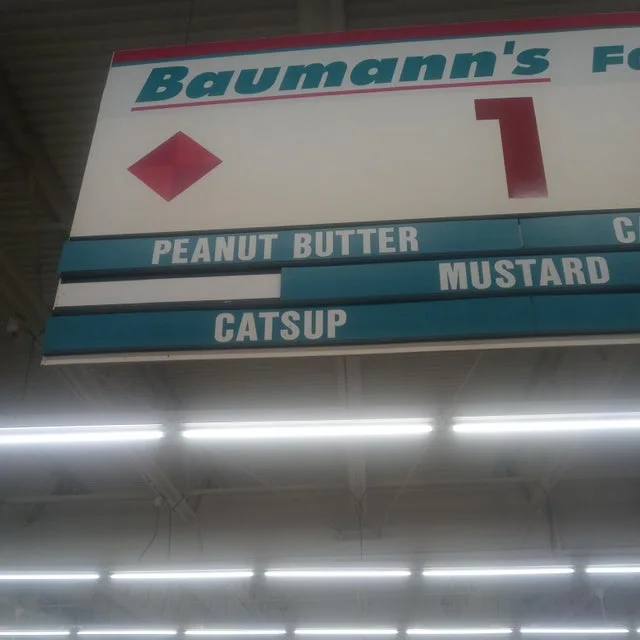 Baumann's
1
PEANUT BUTTER
MUSTARD
CATSUP